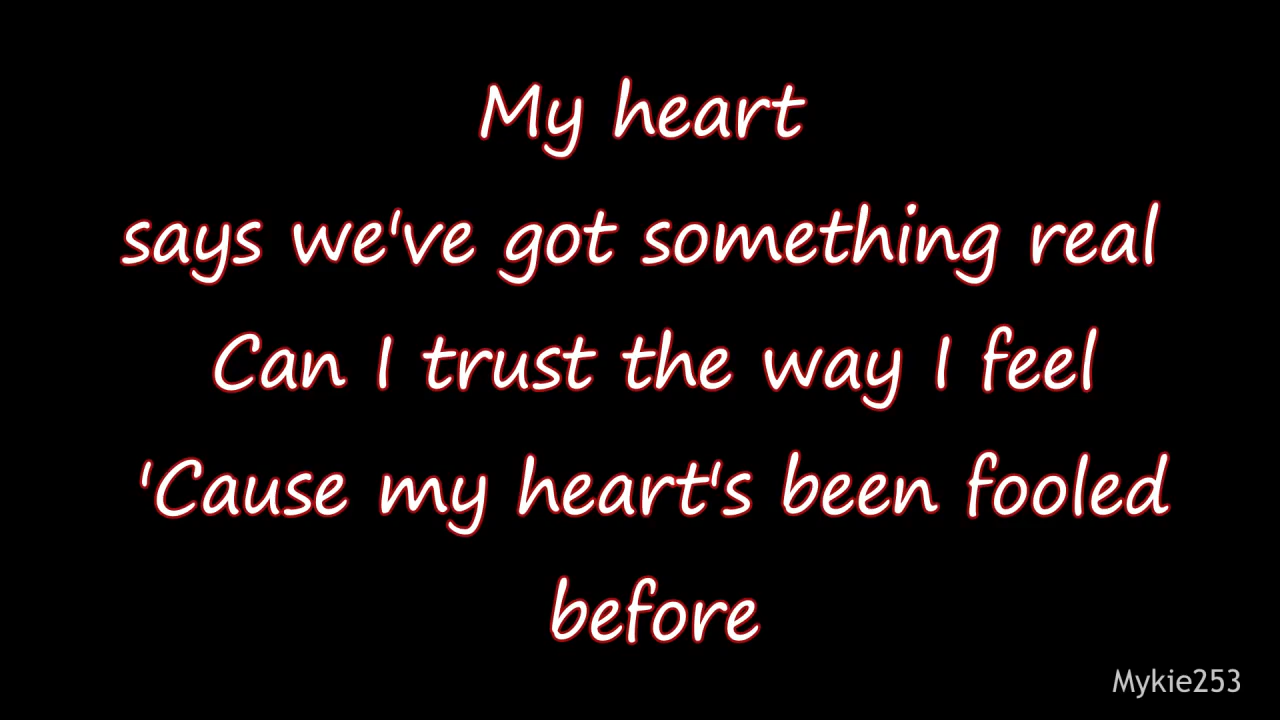 My heart
says we've got something real
Can I trust the way I feel
'Cause my heart's been fooled
before
Mykie253